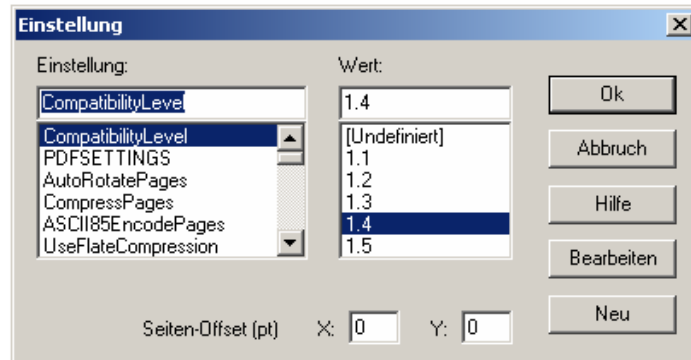 Einstellung
Einstellung:
Wert:
CompatibilityLevel
1.4
CompatibilityLevel
PDFSETTINGS
AutoRotatePages
CompressPages
ASCII85EncodePages
UseFlateCompression
[Undefiniert]
1.1
1.2
1.3
1.4
1.5
Ok
Abbruch
Hilfe
Bearbeiten
Neu
Seiten-Offset (pt) X: 0 Y: 0